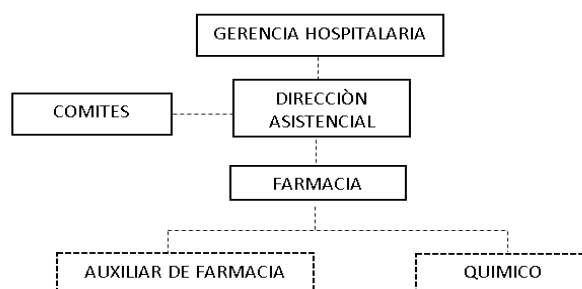 GERENCIA HOSPITALARIA
COMITES
DIRECCIÒN
ASISTENCIAL
FARMACIA
AUXILIAR DE FARMACIA
QUIMICO